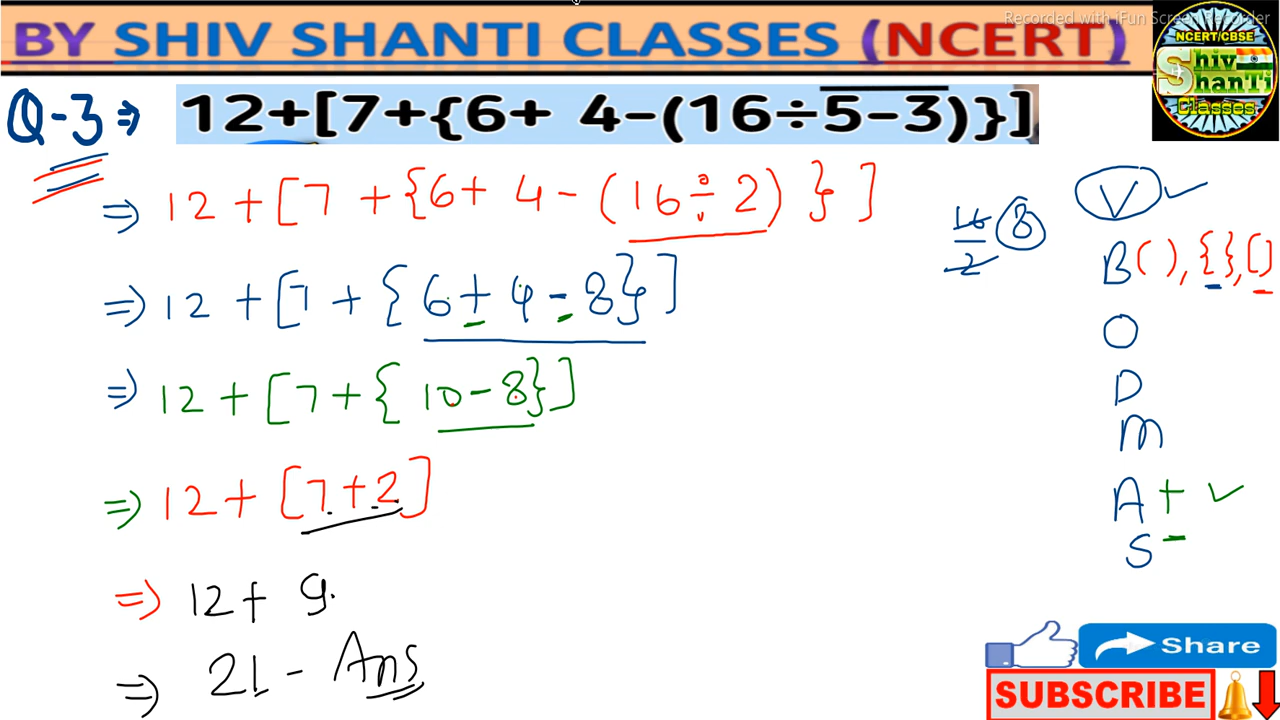 Recorded with iFun Screen Recorder
BY SHIV SHANTI CLASSES (NCERT)
NCERT/CBSE
Shiv
ShanTi
Classes
Q-3 ⇒ 12+[7+{6+ 4−(16÷5̅−̅3̅)}]
⇒ 12 + [7 + {6+ 4 − (16 ÷ 2) } ]
⇒ 12 + [7 + {6 + 4 − 8}]
⇒ 12 + [7 + { 10 − 8}]
⇒ 12 + [7 + 2]
⇒ 12 + 9
⇒ 21 - Ans
16/2 8
V ✓
B ( ), { }, [ ]
O
D
M
A + ✓
S −
Share
SUBSCRIBE